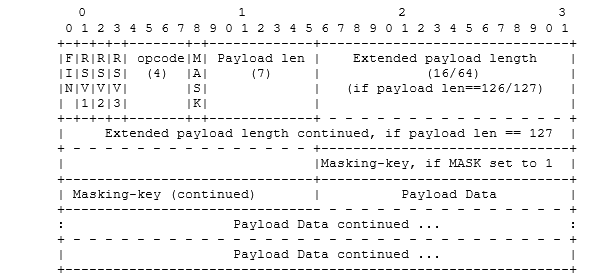 0                   1                   2                   3
 0 1 2 3 4 5 6 7 8 9 0 1 2 3 4 5 6 7 8 9 0 1 2 3 4 5 6 7 8 9 0 1
+-+-+-+-+-------+-+-------------+-------------------------------+
|F|R|R|R| opcode|M| Payload len |    Extended payload length    |
|I|S|S|S|  (4)  |A|     (7)     |             (16/64)           |
|N|V|V|V|       |S|             |   (if payload len==126/127)   |
| |1|2|3|       |K|             |                               |
+-+-+-+-+-------+-+-------------+ - - - - - - - - - - - - - - - +
|     Extended payload length continued, if payload len == 127  |
+ - - - - - - - - - - - - - - - +-------------------------------+
|                               |Masking-key, if MASK set to 1  |
+-------------------------------+-------------------------------+
| Masking-key (continued)       |          Payload Data         |
+-------------------------------- - - - - - - - - - - - - - - - +
:                     Payload Data continued ...                :
+ - - - - - - - - - - - - - - - - - - - - - - - - - - - - - - - +
|                     Payload Data continued ...                |
+---------------------------------------------------------------+